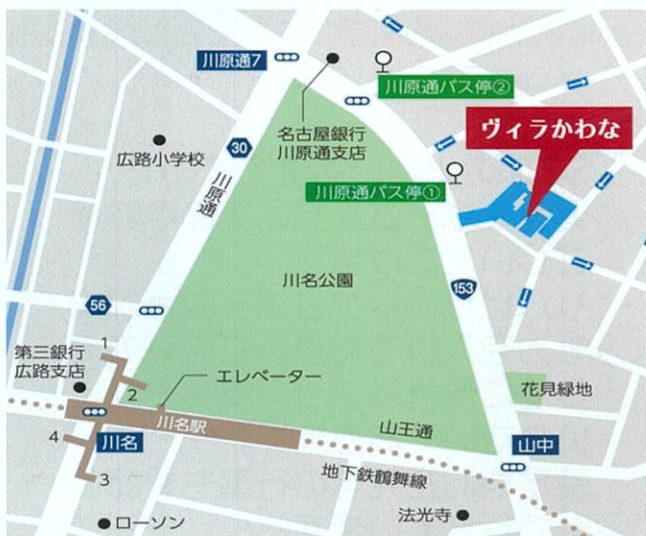 川原通7
川原通バス停②
ヴィラかわな
名古屋銀行
川原通支店
広路小学校
30
川原通
川原通バス停①
川名公園
153
56
1
第三銀行
広路支店
エレベーター
2
花見緑地
川名駅
山王通
4
川名
山中
地下鉄鶴舞線
3
ローソン
法光寺